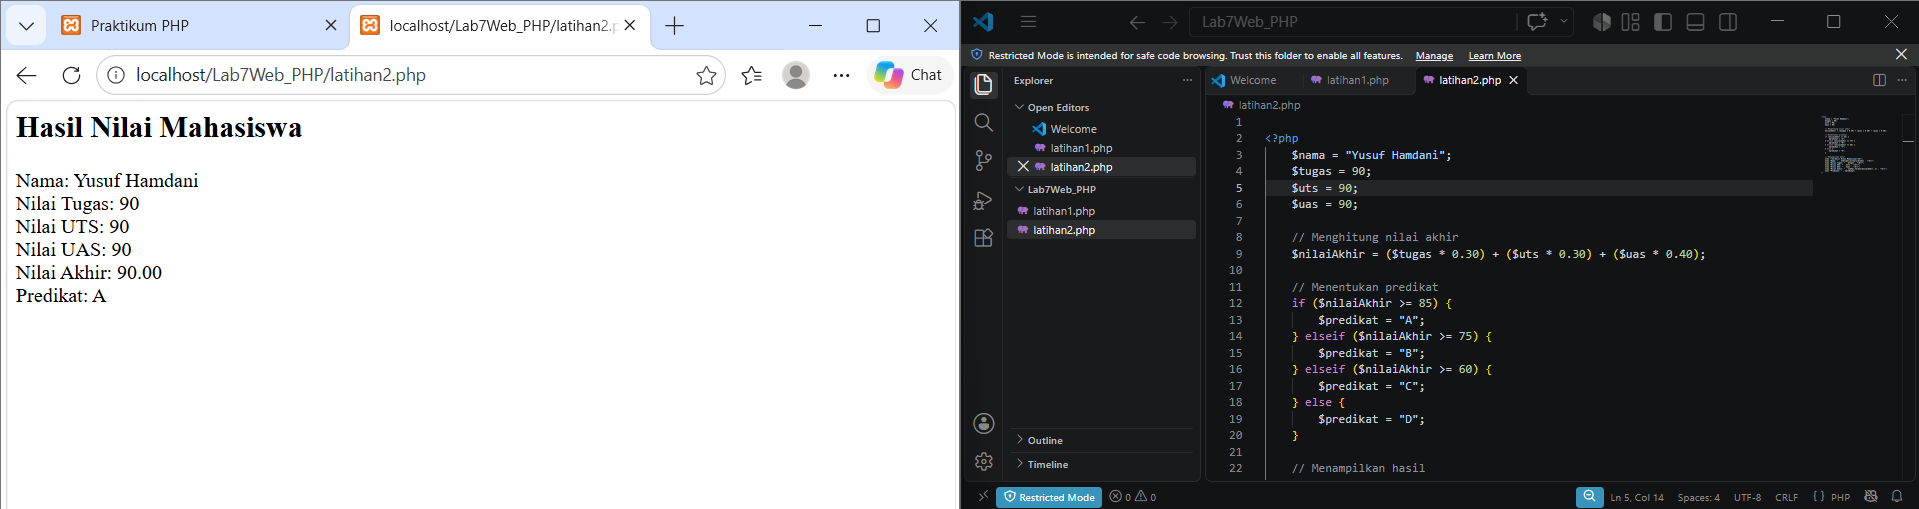 Praktikum PHP
localhost/Lab7Web_PHP/latihan2.p
localhost/Lab7Web_PHP/latihan2.php
Chat
Hasil Nilai Mahasiswa
Nama: Yusuf Hamdani
Nilai Tugas: 90
Nilai UTS: 90
Nilai UAS: 90
Nilai Akhir: 90.00
Predikat: A
Lab7Web_PHP
Restricted Mode is intended for safe code browsing. Trust this folder to enable all features. Manage Learn More
Explorer
Open Editors
Welcome
latihan1.php
latihan2.php
Lab7Web_PHP
latihan1.php
latihan2.php
Outline
Timeline
Welcome latihan1.php latihan2.php
latihan2.php
1
2 <?php
3 $nama = "Yusuf Hamdani";
4 $tugas = 90;
5 $uts = 90;
6 $uas = 90;
7
8 // Menghitung nilai akhir
9 $nilaiAkhir = ($tugas * 0.30) + ($uts * 0.30) + ($uas * 0.40);
10
11 // Menentukan predikat
12 if ($nilaiAkhir >= 85) {
13 $predikat = "A";
14 } elseif ($nilaiAkhir >= 75) {
15 $predikat = "B";
16 } elseif ($nilaiAkhir >= 60) {
17 $predikat = "C";
18 } else {
19 $predikat = "D";
20 }
21
22 // Menampilkan hasil
Restricted Mode 0 0 Ln 5, Col 14 Spaces: 4 UTF-8 CRLF { } PHP